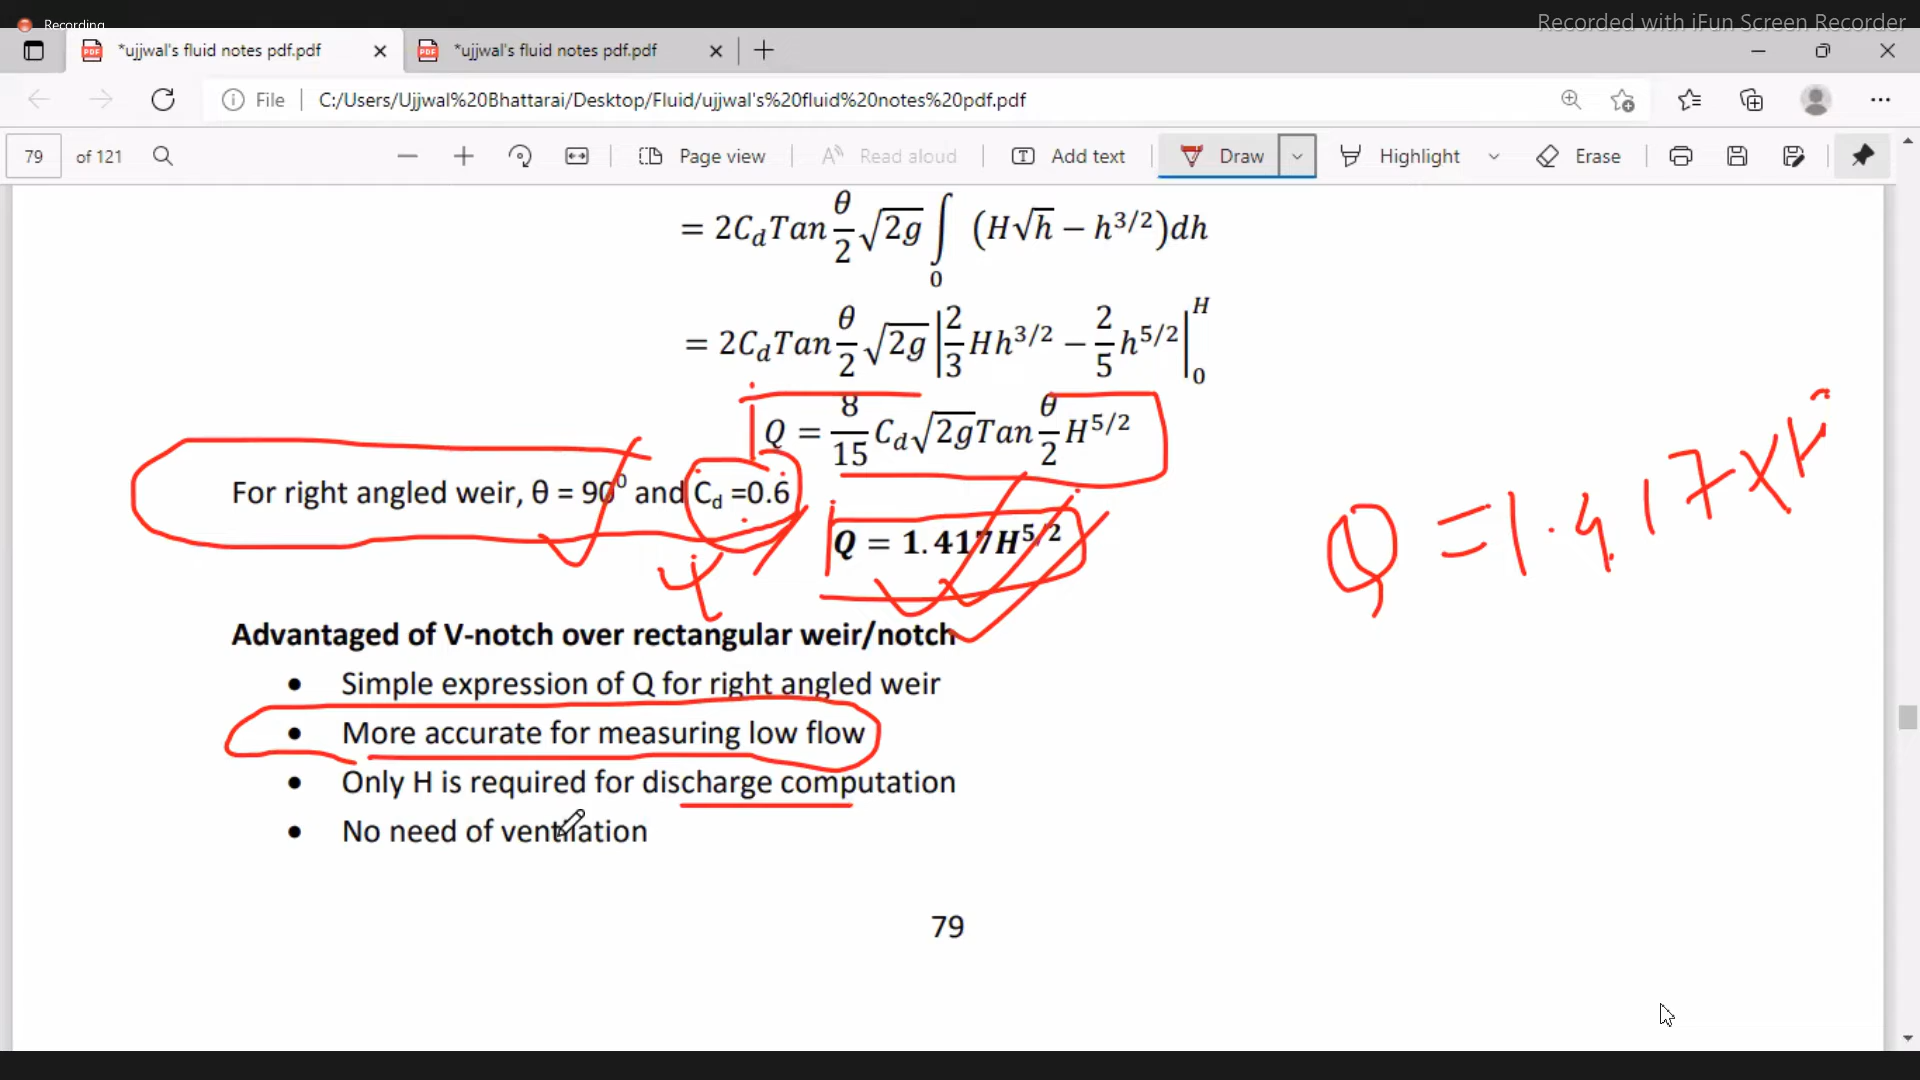 Recording
Recorded with iFun Screen Recorder
*ujjwal's fluid notes pdf.pdf
*ujjwal's fluid notes pdf.pdf
File
C:/Users/Ujjwal%20Bhattarai/Desktop/Fluid/ujjwal's%20fluid%20notes%20pdf.pdf
79 of 121
Page view
Read aloud
Add text
Draw
Highlight
Erase
= 2C_d Tan θ/2 √2g ∫₀ (H√h − h^3/2)dh
= 2C_d Tan θ/2 √2g |2/3 Hh^3/2 − 2/5 h^5/2|₀^H
Q = 8/15 C_d √2g Tan θ/2 H^5/2
For right angled weir, θ = 90⁰ and C_d =0.6
Q = 1.417H^5/2
Q = 1.417 x H
Advantaged of V-notch over rectangular weir/notch
• Simple expression of Q for right angled weir
• More accurate for measuring low flow
• Only H is required for discharge computation
• No need of ventilation
79